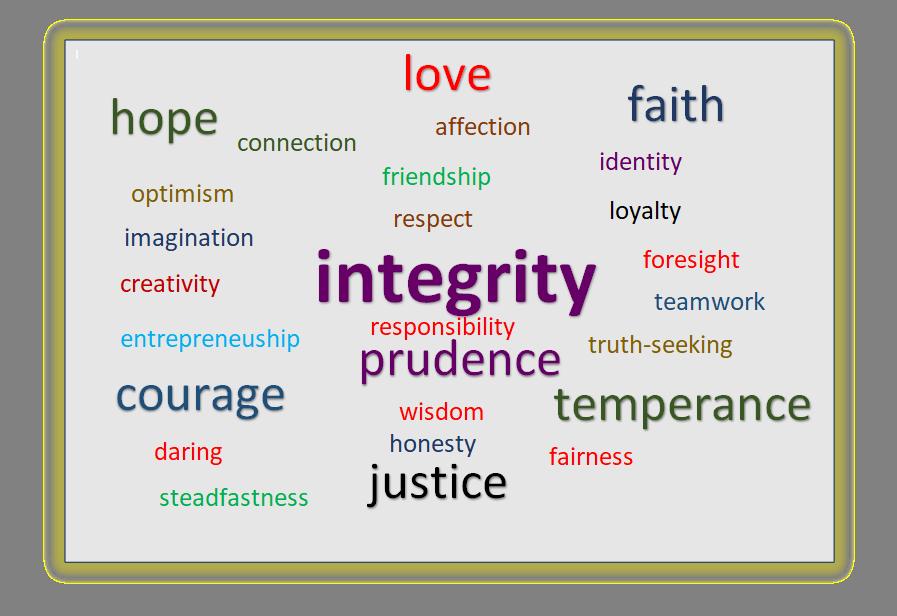 love
hope
faith
connection
affection
identity
friendship
optimism
loyalty
respect
imagination
integrity
foresight
creativity
teamwork
responsibility
entrepreneuship
truth-seeking
prudence
courage
temperance
wisdom
honesty
daring
fairness
justice
steadfastness